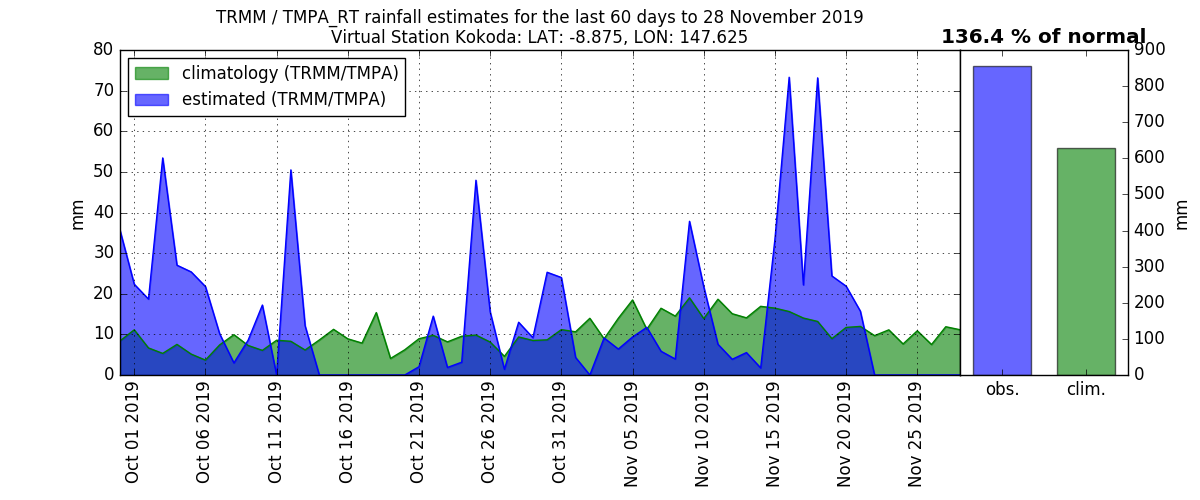 TRMM / TMPA_RT rainfall estimates for the last 60 days to 28 November 2019
Virtual Station Kokoda: LAT: -8.875, LON: 147.625
136.4 % of normal
climatology (TRMM/TMPA)
estimated (TRMM/TMPA)
80
70
60
50
40
30
20
10
0
mm
Oct 01 2019
Oct 06 2019
Oct 11 2019
Oct 16 2019
Oct 21 2019
Oct 26 2019
Oct 31 2019
Nov 05 2019
Nov 10 2019
Nov 15 2019
Nov 20 2019
Nov 25 2019
900
800
700
600
500
400
300
200
100
0
mm
obs.
clim.